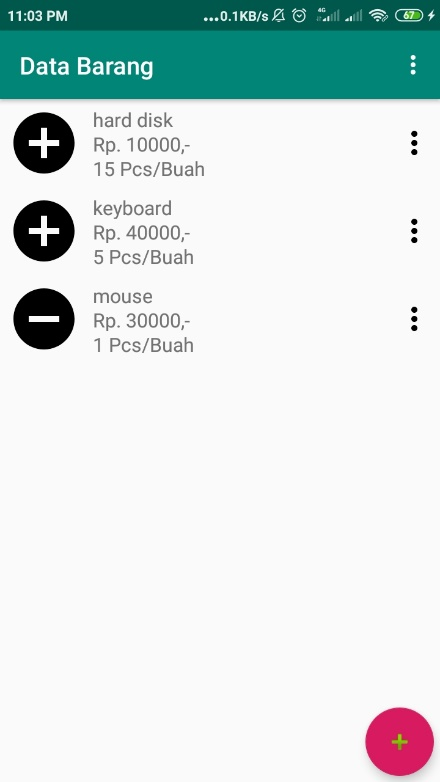 11:03 PM
...0.1KB/s
4G
67
Data Barang
hard disk
Rp. 10000,-
15 Pcs/Buah
keyboard
Rp. 40000,-
5 Pcs/Buah
mouse
Rp. 30000,-
1 Pcs/Buah